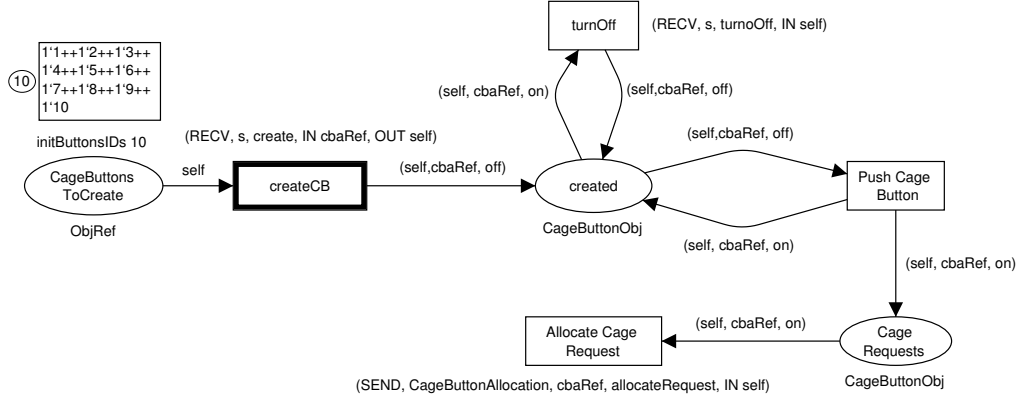 turnOff
(RECV, s, turnoOff, IN self)
1‘1++1‘2++1‘3++
1‘4++1‘5++1‘6++
1‘7++1‘8++1‘9++
1‘10
10
(self, cbaRef, on)
(self,cbaRef, off)
initButtonsIDs 10
(RECV, s, create, IN cbaRef, OUT self)
(self,cbaRef, off)
CageButtons
ToCreate
self
createCB
(self,cbaRef, off)
created
Push Cage
Button
ObjRef
CageButtonObj
(self, cbaRef, on)
(self, cbaRef, on)
Allocate Cage
Request
(self, cbaRef, on)
Cage
Requests
(SEND, CageButtonAllocation, cbaRef, allocateRequest, IN self)
CageButtonObj